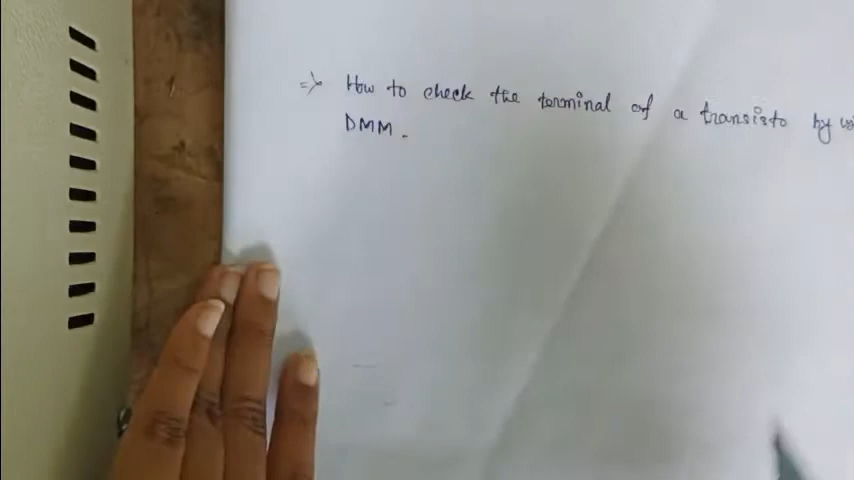 => How to check the terminal of a transisto by
DMM.